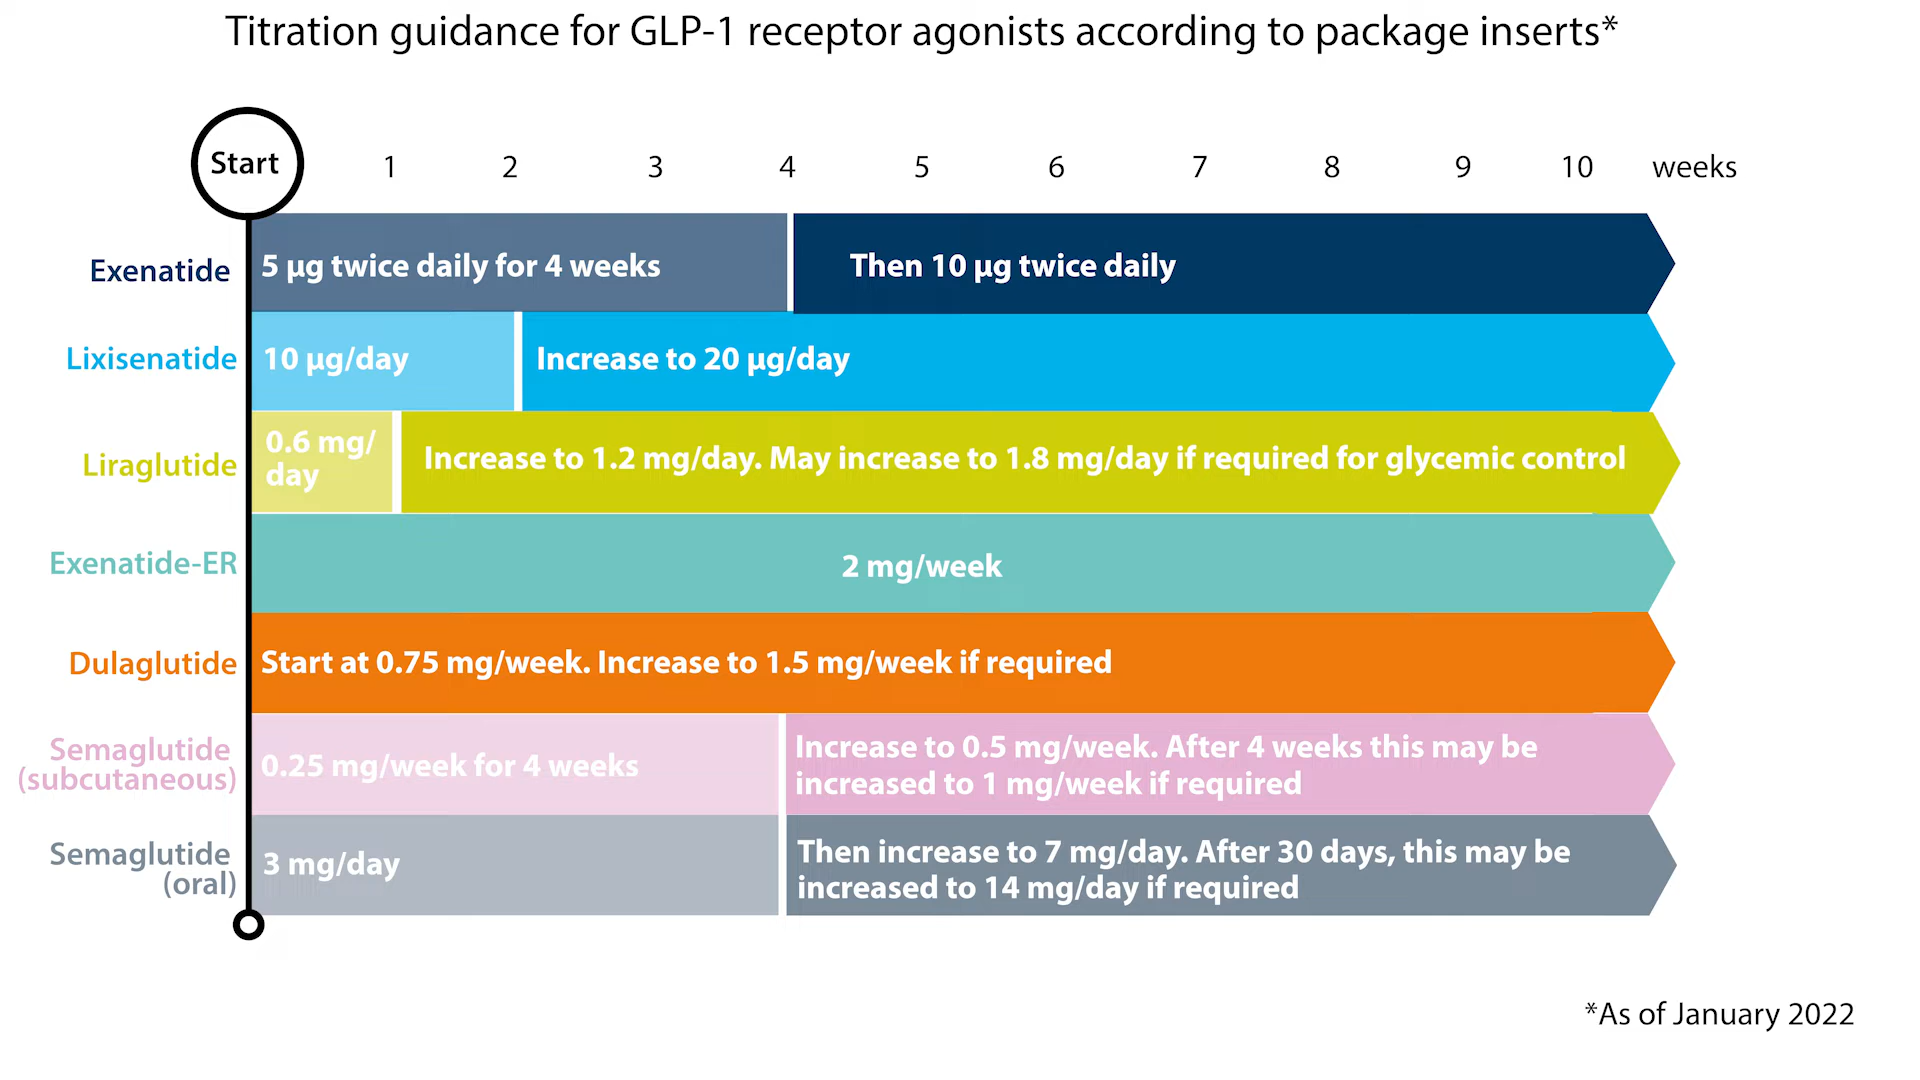 Titration guidance for GLP-1 receptor agonists according to package inserts*
Start 1 2 3 4 5 6 7 8 9 10 weeks
Exenatide 5 µg twice daily for 4 weeks Then 10 µg twice daily
Lixisenatide 10 µg/day Increase to 20 µg/day
Liraglutide
0.6 mg/
day
Increase to 1.2 mg/day. May increase to 1.8 mg/day if required for glycemic control
Exenatide-ER 2 mg/week
Dulaglutide Start at 0.75 mg/week. Increase to 1.5 mg/week if required
Semaglutide
(subcutaneous)
0.25 mg/week for 4 weeks
Increase to 0.5 mg/week. After 4 weeks this may be
increased to 1 mg/week if required
Semaglutide
(oral)
3 mg/day
Then increase to 7 mg/day. After 30 days, this may be
increased to 14 mg/day if required
*As of January 2022